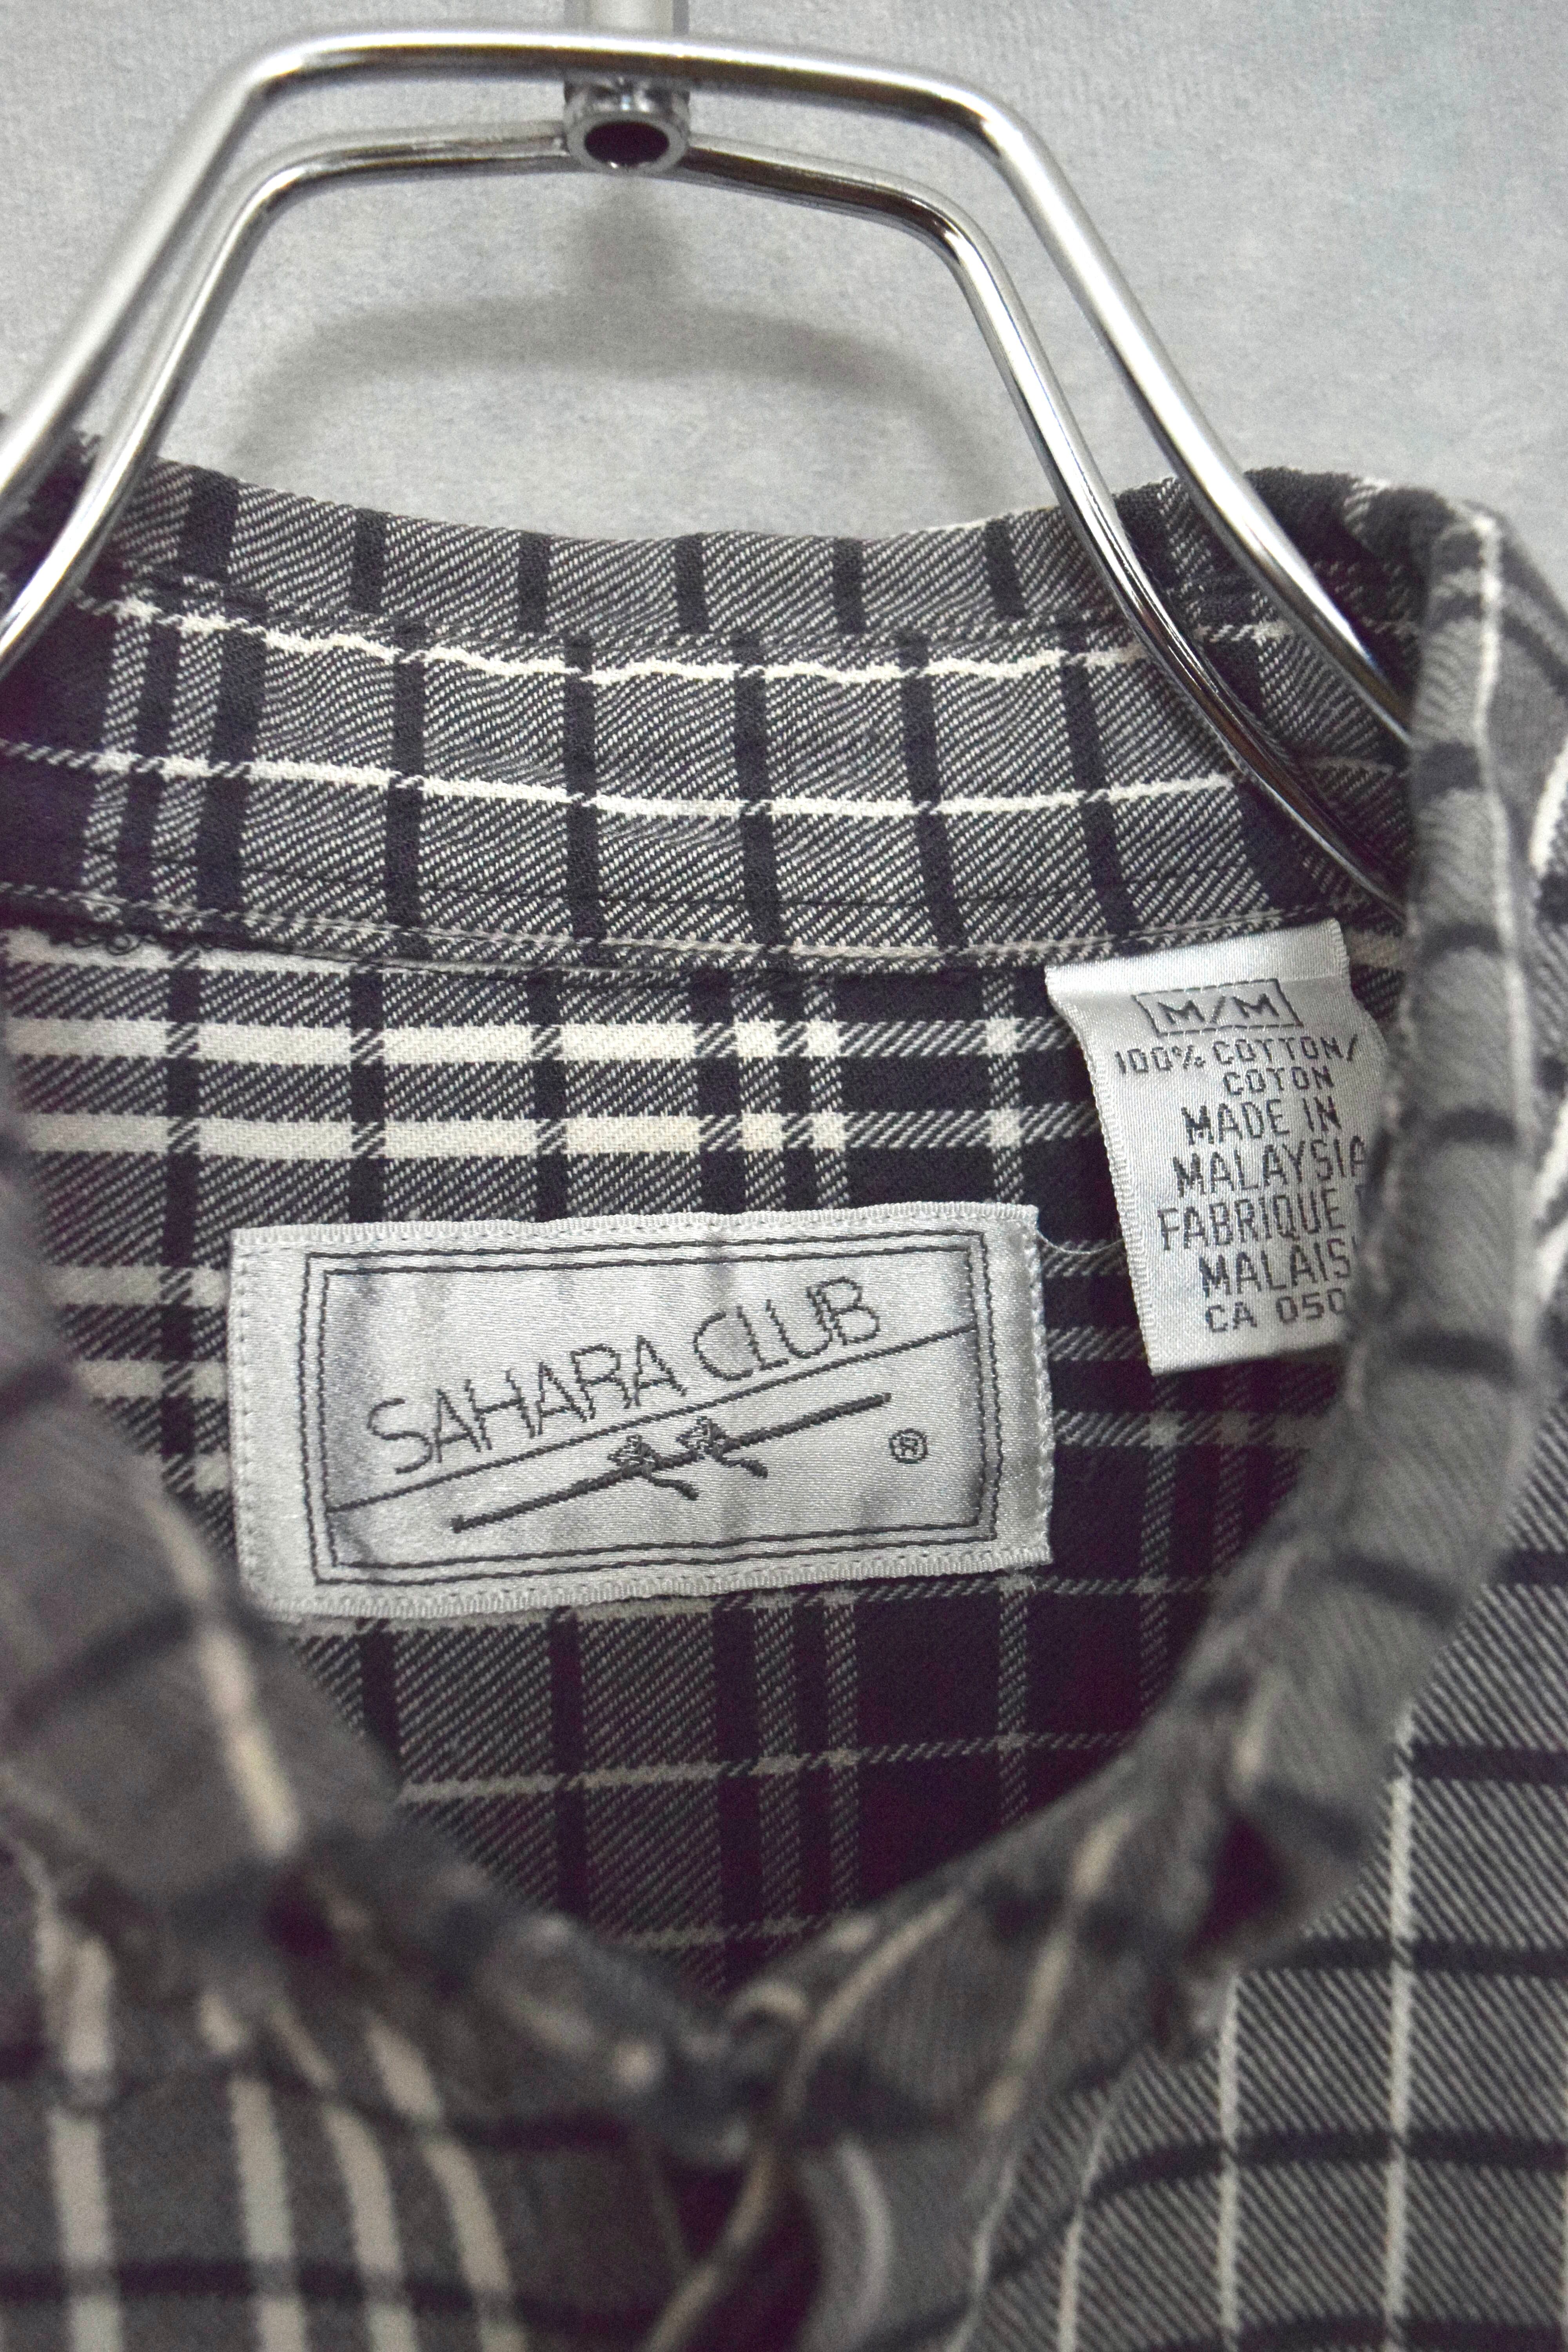 M/M
100% COTTON/
COTON
MADE IN
MALAYSIA
FABRIQUE
MALAIS
CA 050
SAHARA CLUB
®